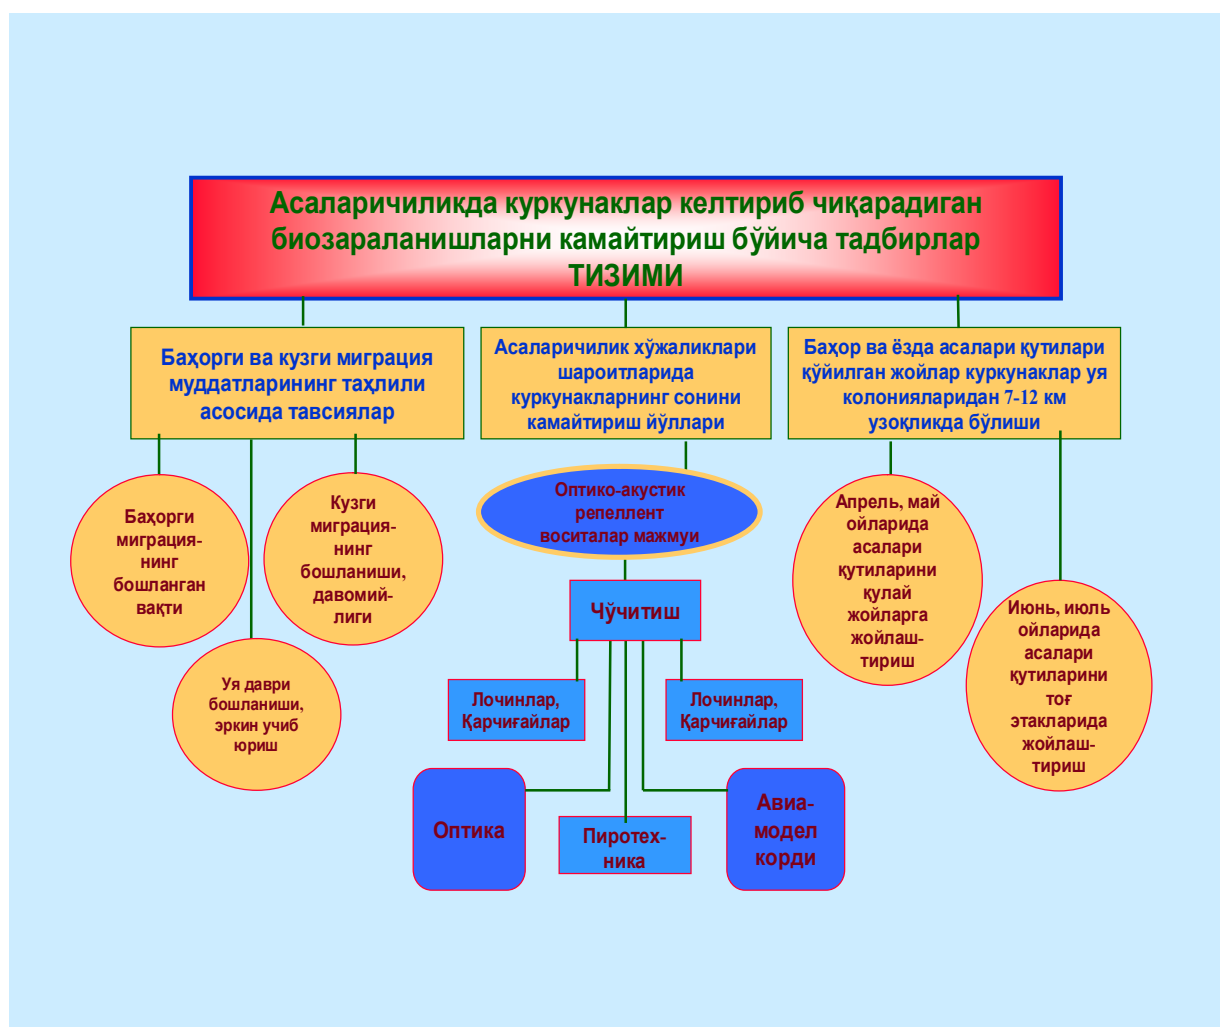 Асаларичиликда куркунаклар келтириб чиқарадиган
биозараланишларни камайтириш бўйича тадбирлар
ТИЗИМИ
Баҳорги ва кузги миграция
муддатларининг таҳлили
асосида тавсиялар
Асаларичилик хўжаликлари
шароитларида
куркунакларнинг сонини
камайтириш йўллари
Баҳор ва ёзда асалари қутилари
қўйилган жойлар куркунаклар уя
колонияларидан 7-12 км
узоқликда бўлиши
Баҳорги
миграция-
нинг
бошланган
вақти
Кузги
миграция-
нинг
бошланиши,
давомий-
лиги
Уя даври
бошланиши,
эркин учиб
юриш
Оптико-акустик
репеллент
воситалар мажмуи
Чўчитиш
Лочинлар,
Қарчиғайлар
Лочинлар,
Қарчиғайлар
Оптика
Пиротех-
ника
Авиа-
модел
корди
Апрель, май
ойларида
асалари
қутиларини
қулай
жойларга
жойлаш-
тириш
Июнь, июль
ойларида
асалари
қутиларини
тоғ
этакларида
жойлаш-
тириш